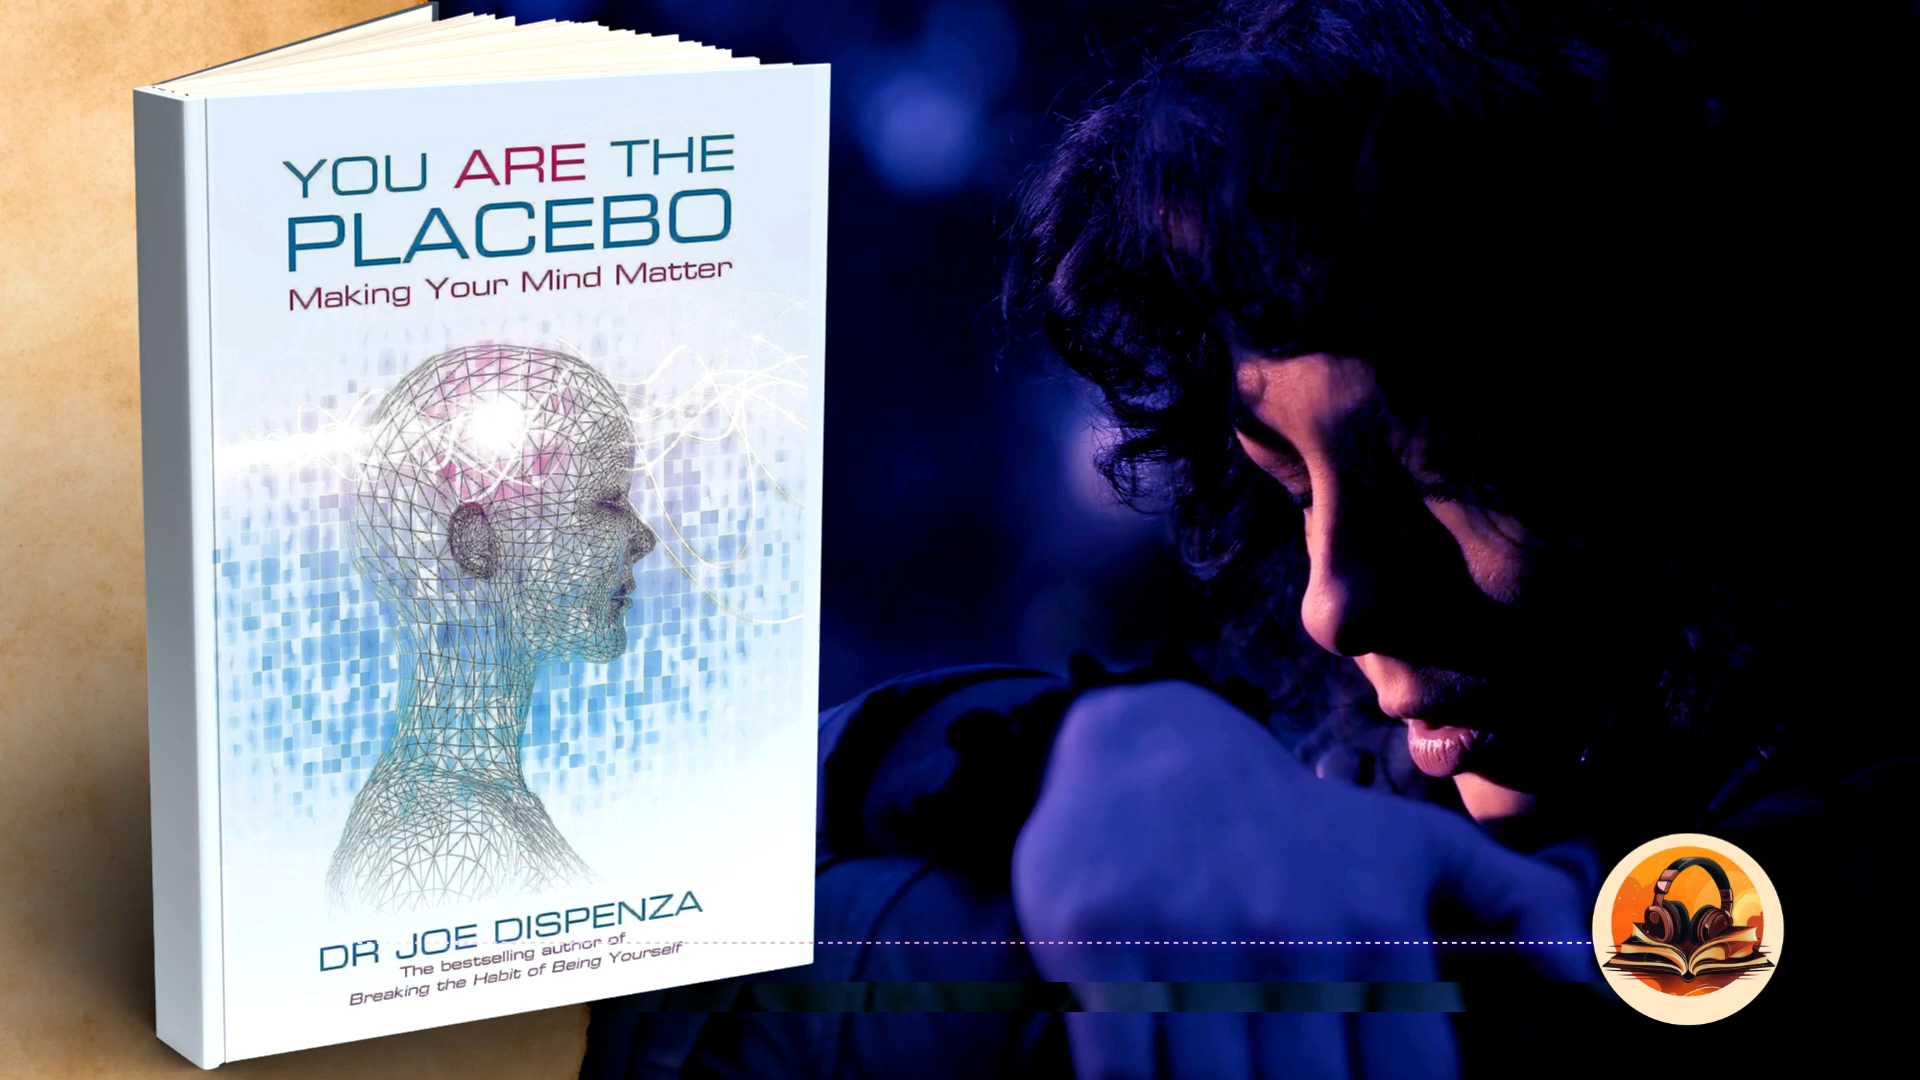 YOU ARE THE
PLACEBO
Making Your Mind Matter
DR JOE DISPENZA
The bestselling author of
Breaking the Habit of Being Yourself